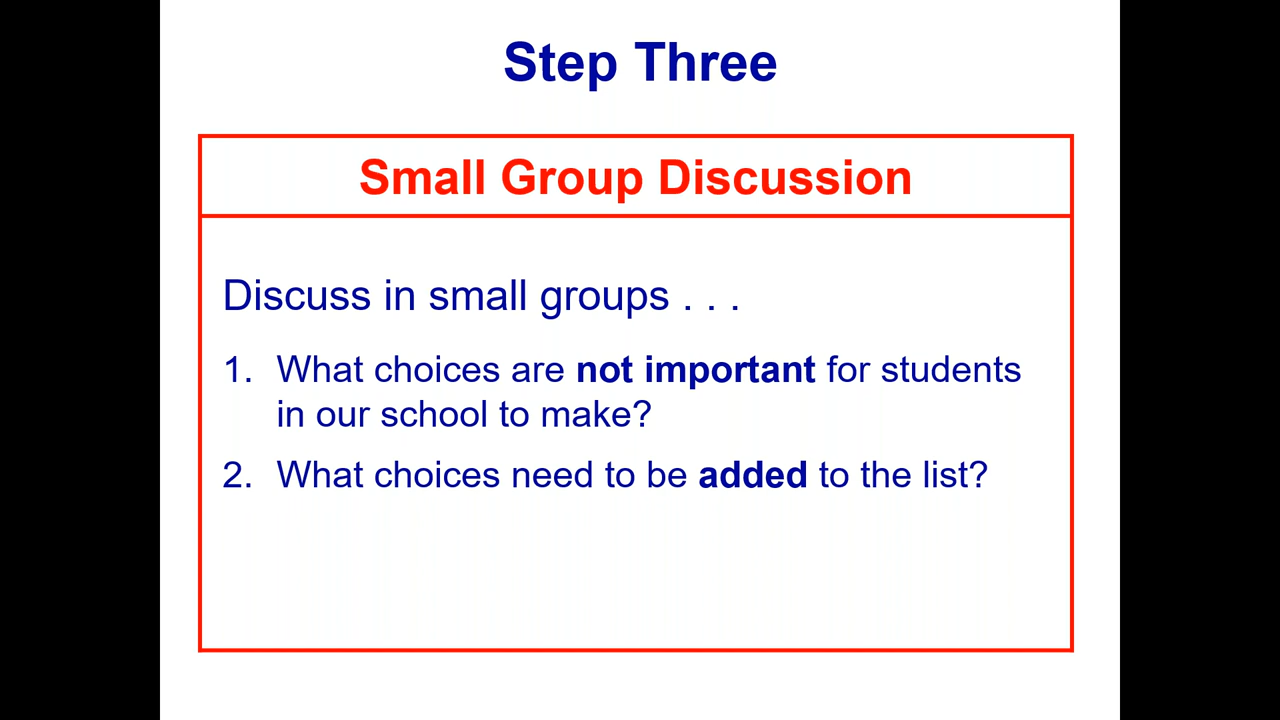 Step Three
Small Group Discussion
Discuss in small groups . . .
1. What choices are not important for students
in our school to make?
2. What choices need to be added to the list?